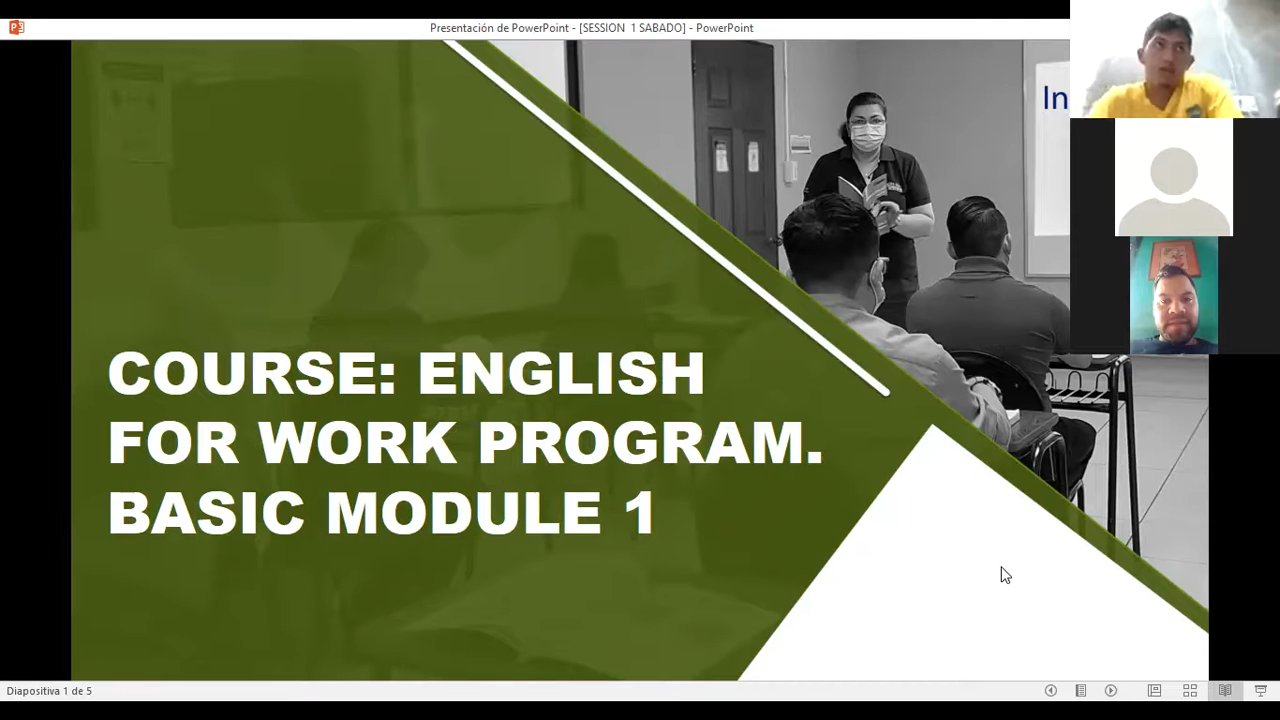 Presentación de PowerPoint - [SESSION 1 SABADO] - PowerPoint
In
COURSE: ENGLISH
FOR WORK PROGRAM.
BASIC MODULE 1
Diapositiva 1 de 5